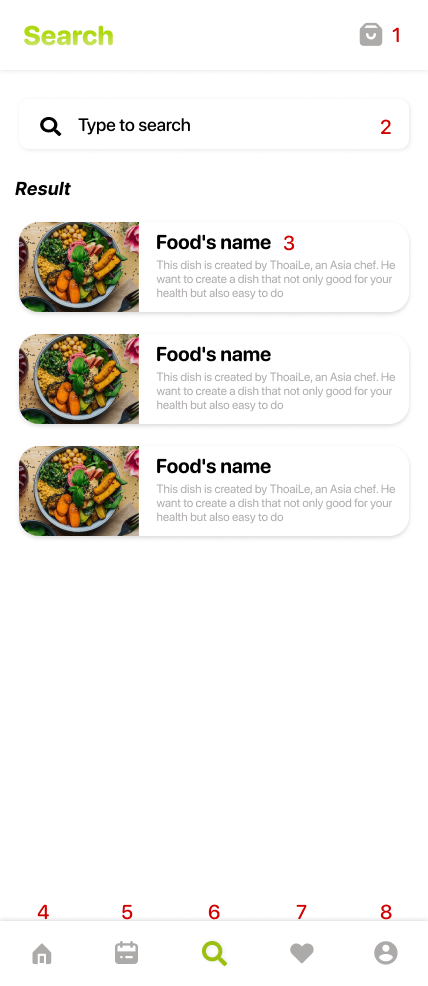 Search
1
Type to search
2
Result
Food's name 3
This dish is created by ThoaiLe, an Asia chef. He
want to create a dish that not only good for your
health but also easy to do
Food's name
This dish is created by ThoaiLe, an Asia chef. He
want to create a dish that not only good for your
health but also easy to do
Food's name
This dish is created by ThoaiLe, an Asia chef. He
want to create a dish that not only good for your
health but also easy to do
4 5 6 7 8